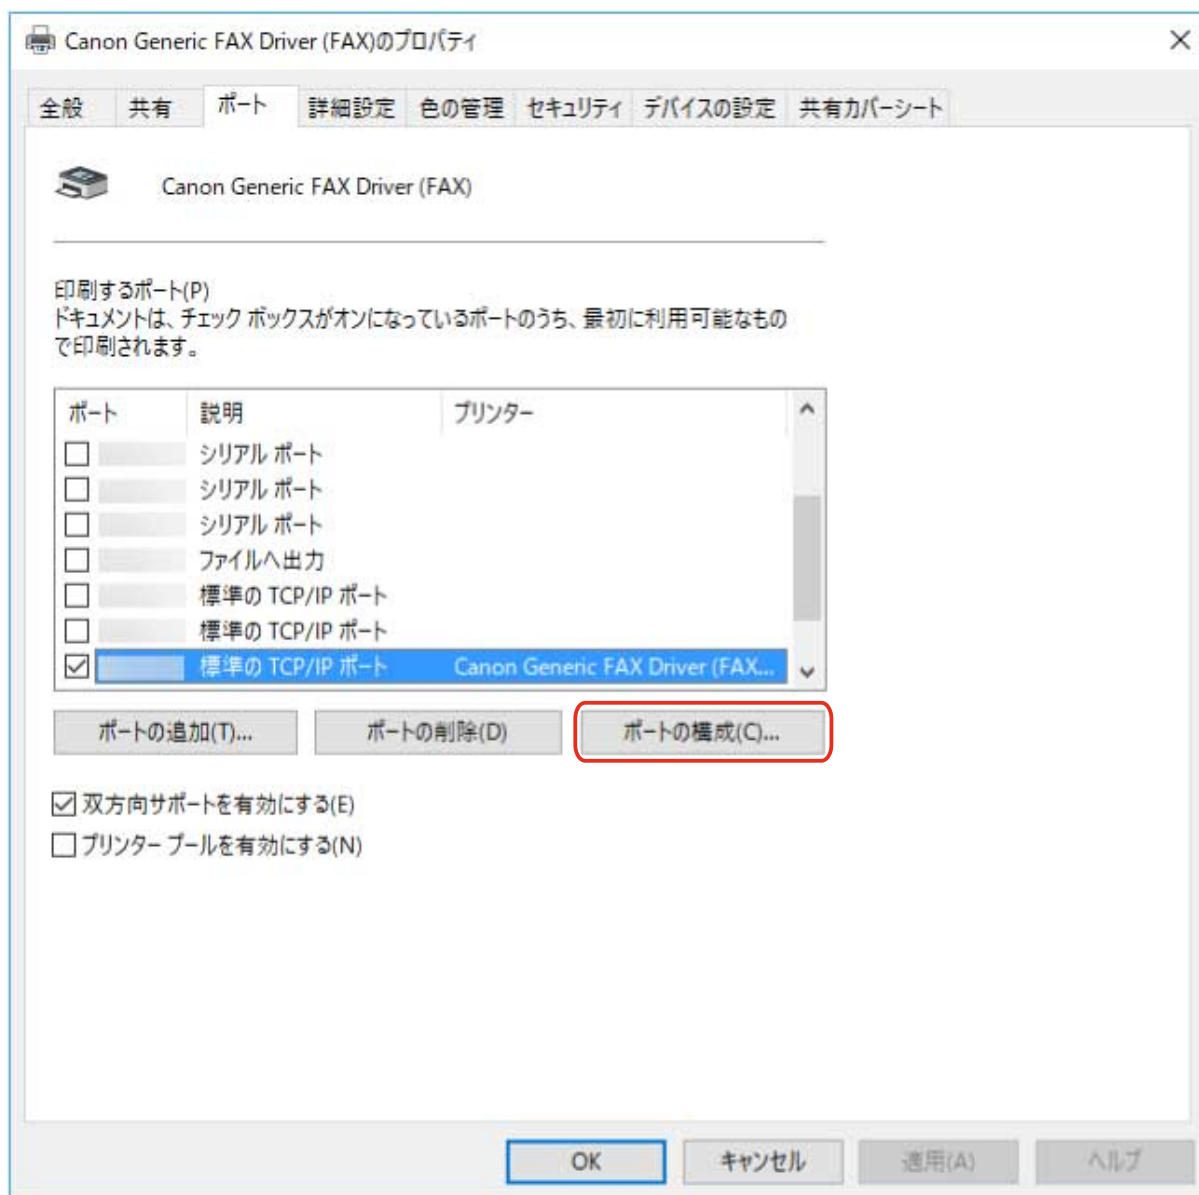 Canon Generic FAX Driver (FAX)のプロパティ
全般 共有 ポート 詳細設定 色の管理 セキュリティ デバイスの設定 共有カバーシート
Canon Generic FAX Driver (FAX)
印刷するポート(P)
ドキュメントは、チェック ボックスがオンになっているポートのうち、最初に利用可能なもの
で印刷されます。
ポート 説明 プリンター
シリアル ポート
シリアル ポート
シリアル ポート
ファイルへ出力
標準の TCP/IP ポート
標準の TCP/IP ポート
標準の TCP/IP ポート Canon Generic FAX Driver (FAX...
ポートの追加(T)... ポートの削除(D) ポートの構成(C)...
双方向サポートを有効にする(E)
プリンター プールを有効にする(N)
OK キャンセル 適用(A) ヘルプ